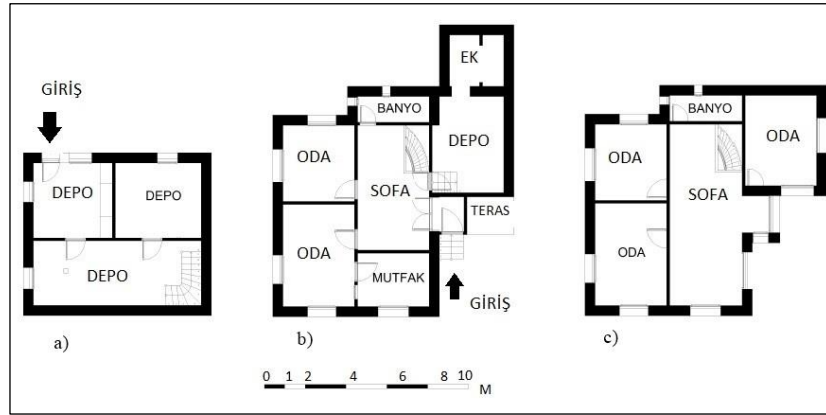 GİRİŞ
DEPO
DEPO
DEPO
a)
EK
BANYO
DEPO
ODA
SOFA
TERAS
ODA
MUTFAK
GİRİŞ
b)
BANYO
ODA
ODA
SOFA
ODA
c)
0 1 2 4 6 8 10
M